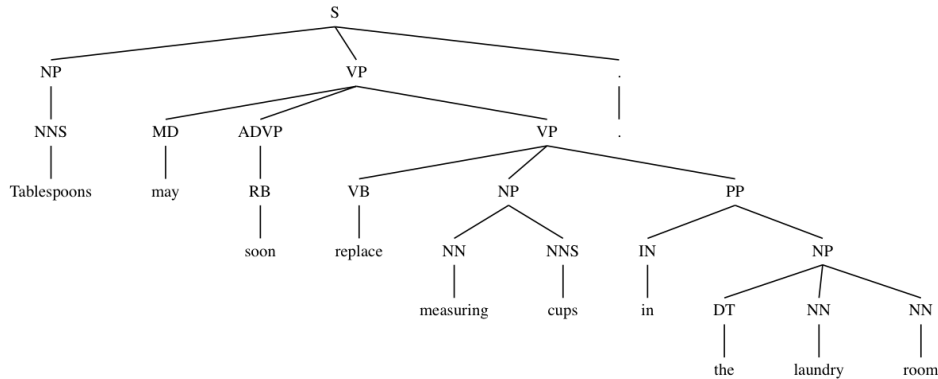 S
NP VP .
NNS MD ADVP VP .
Tablespoons may RB VB NP PP
soon replace NN NNS IN NP
measuring cups in DT NN NN
the laundry room